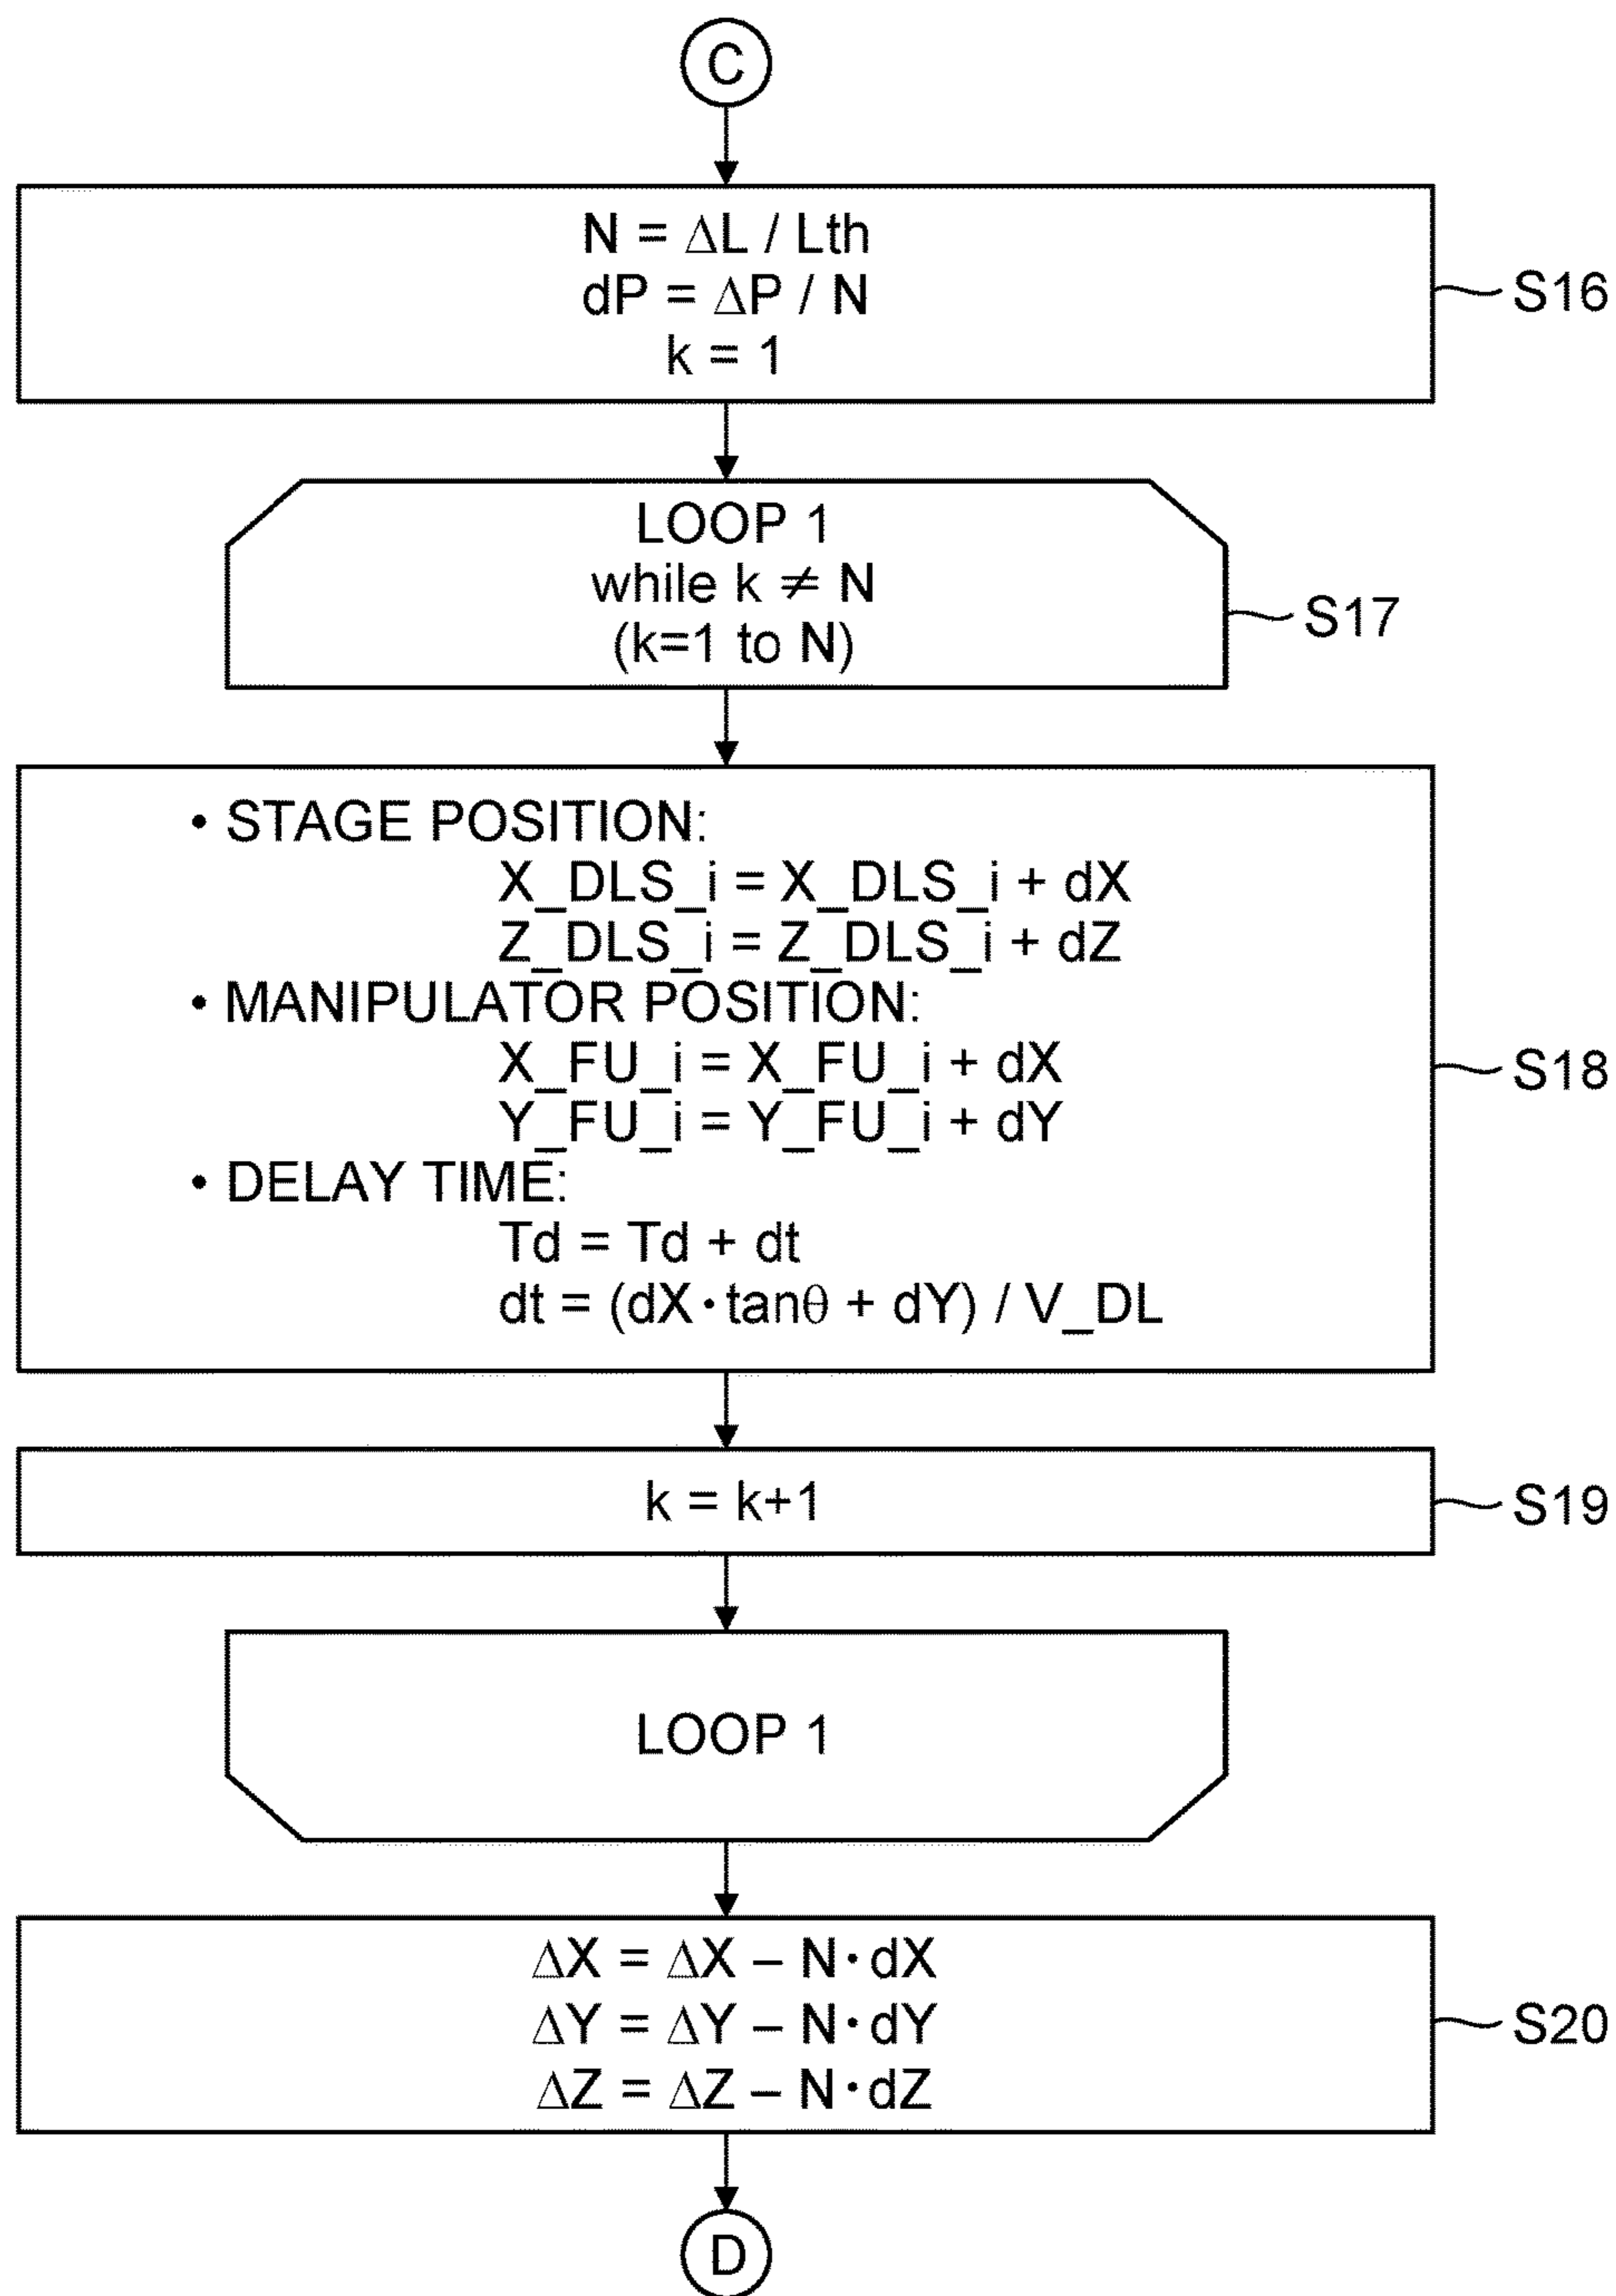 C
N = ΔL / Lth
dP = ΔP / N
k = 1
S16
LOOP 1
while k ≠ N
(k=1 to N)
S17
• STAGE POSITION:
X_DLS_i = X_DLS_i + dX
Z_DLS_i = Z_DLS_i + dZ
• MANIPULATOR POSITION:
X_FU_i = X_FU_i + dX
Y_FU_i = Y_FU_i + dY
• DELAY TIME:
Td = Td + dt
dt = (dX・tanθ + dY) / V_DL
S18
k = k+1
S19
LOOP 1
ΔX = ΔX – N・dX
ΔY = ΔY – N・dY
ΔZ = ΔZ – N・dZ
S20
D